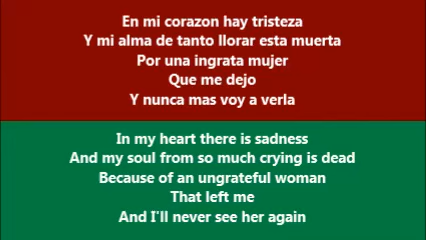 En mi corazon hay tristeza
Y mi alma de tanto llorar esta muerta
Por una ingrata mujer
Que me dejo
Y nunca mas voy a verla
In my heart there is sadness
And my soul from so much crying is dead
Because of an ungrateful woman
That left me
And I'll never see her again